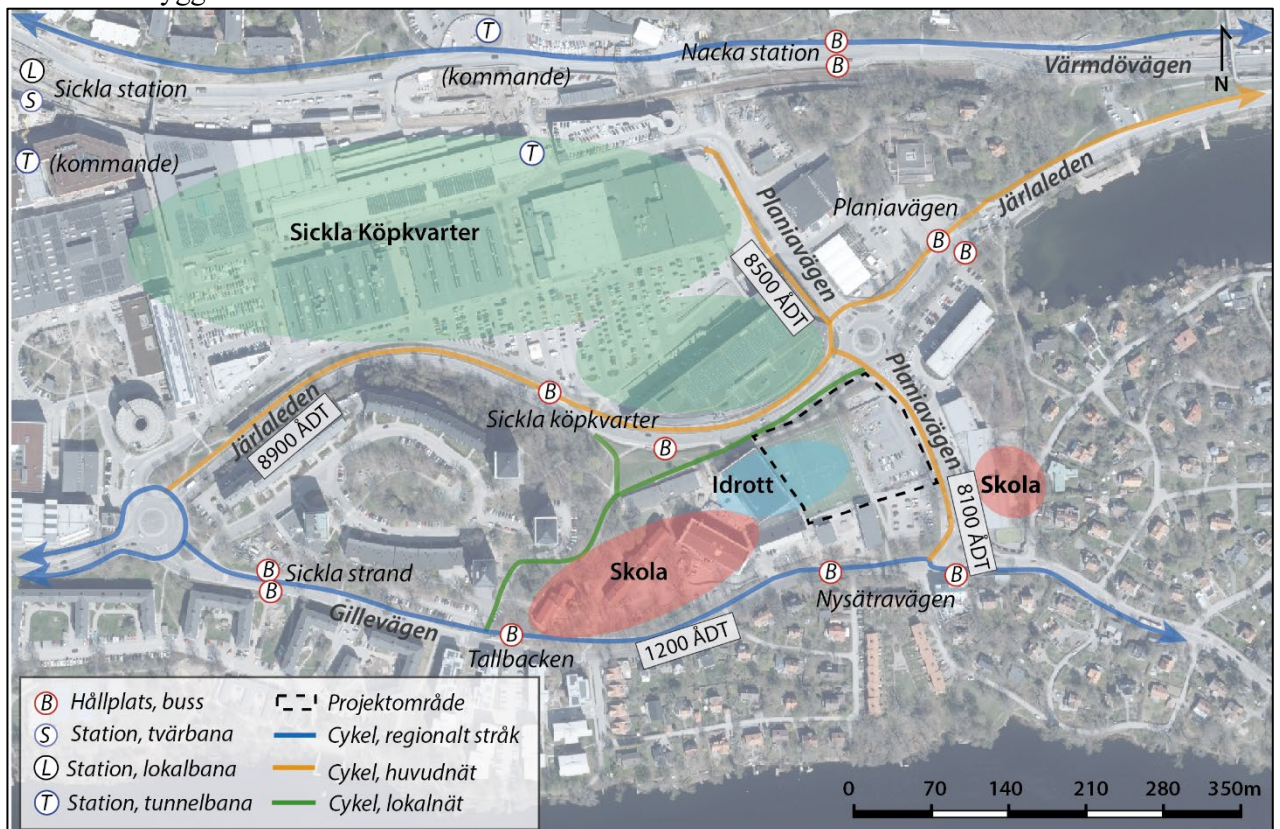 T
Nacka station
B
B
Värmdövägen
N
L
Sickla station
(kommande)
S
T (kommande)
T
Sickla Köpkvarter
Planiavägen
Planiavägen
B
B
Järlaleden
8500 ÅDT
Järlaleden
8900 ÅDT
B
Sickla köpkvarter
B
Planiavägen
8100 ÅDT
Idrott
Skola
Skola
B
B Sickla strand
B
Gillevägen
B
Tallbacken
1200 ÅDT
B
Nysätravägen
B
B Hållplats, buss
S Station, tvärbana
L Station, lokalbana
T Station, tunnelbana
Projektområde
Cykel, regionalt stråk
Cykel, huvudnät
Cykel, lokalnät
0 70 140 210 280 350m